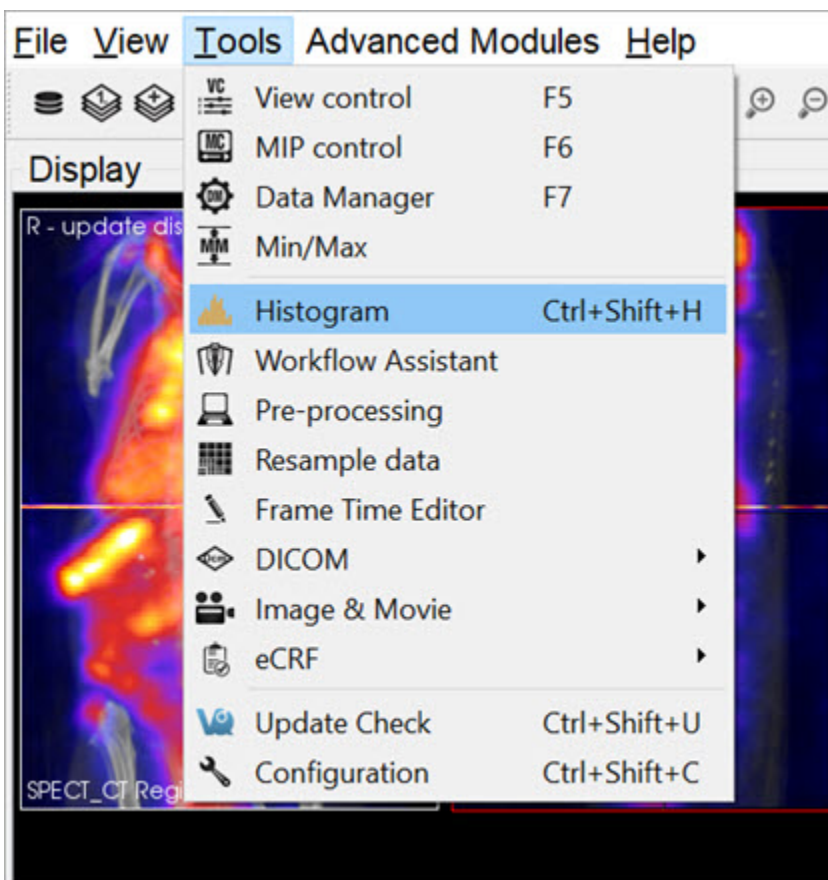 File View Tools Advanced Modules Help
VC View control F5
MC MIP control F6
Display
DM Data Manager F7
R - update dis
MM Min/Max
Histogram Ctrl+Shift+H
Workflow Assistant
Pre-processing
Resample data
Frame Time Editor
DICOM
Image & Movie
eCRF
VQ Update Check Ctrl+Shift+U
Configuration Ctrl+Shift+C
SPECT_CT Regi